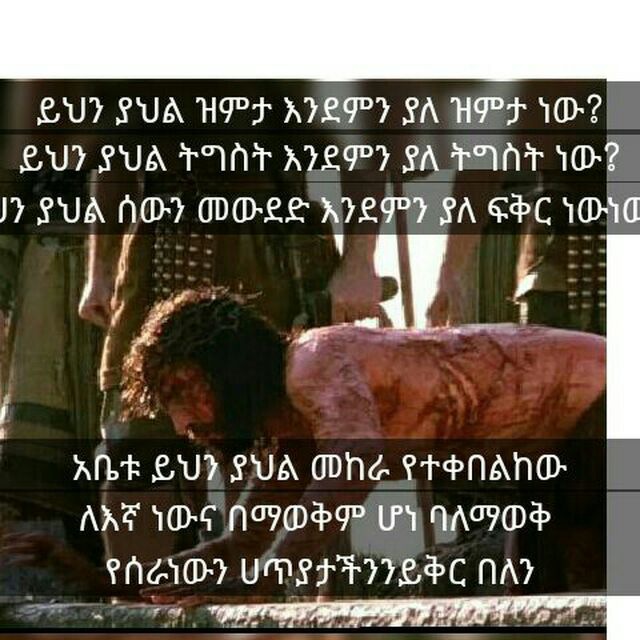 ይህን ያህል ዝምታ እንደምን ያለ ዝምታ ነው?
ይህን ያህል ትግስት እንደምን ያለ ትግስት ነው?
ያህል ሰውን መውደድ እንደምን ያለ ፍቅር
አቤቱ ይህን ያህል መከራ የተቀበልከው
ለእኛ ነውና በማወቅም ሆነ ባለማወቅ
የሰራነውን ሀጥያታችንንይቅር በለን